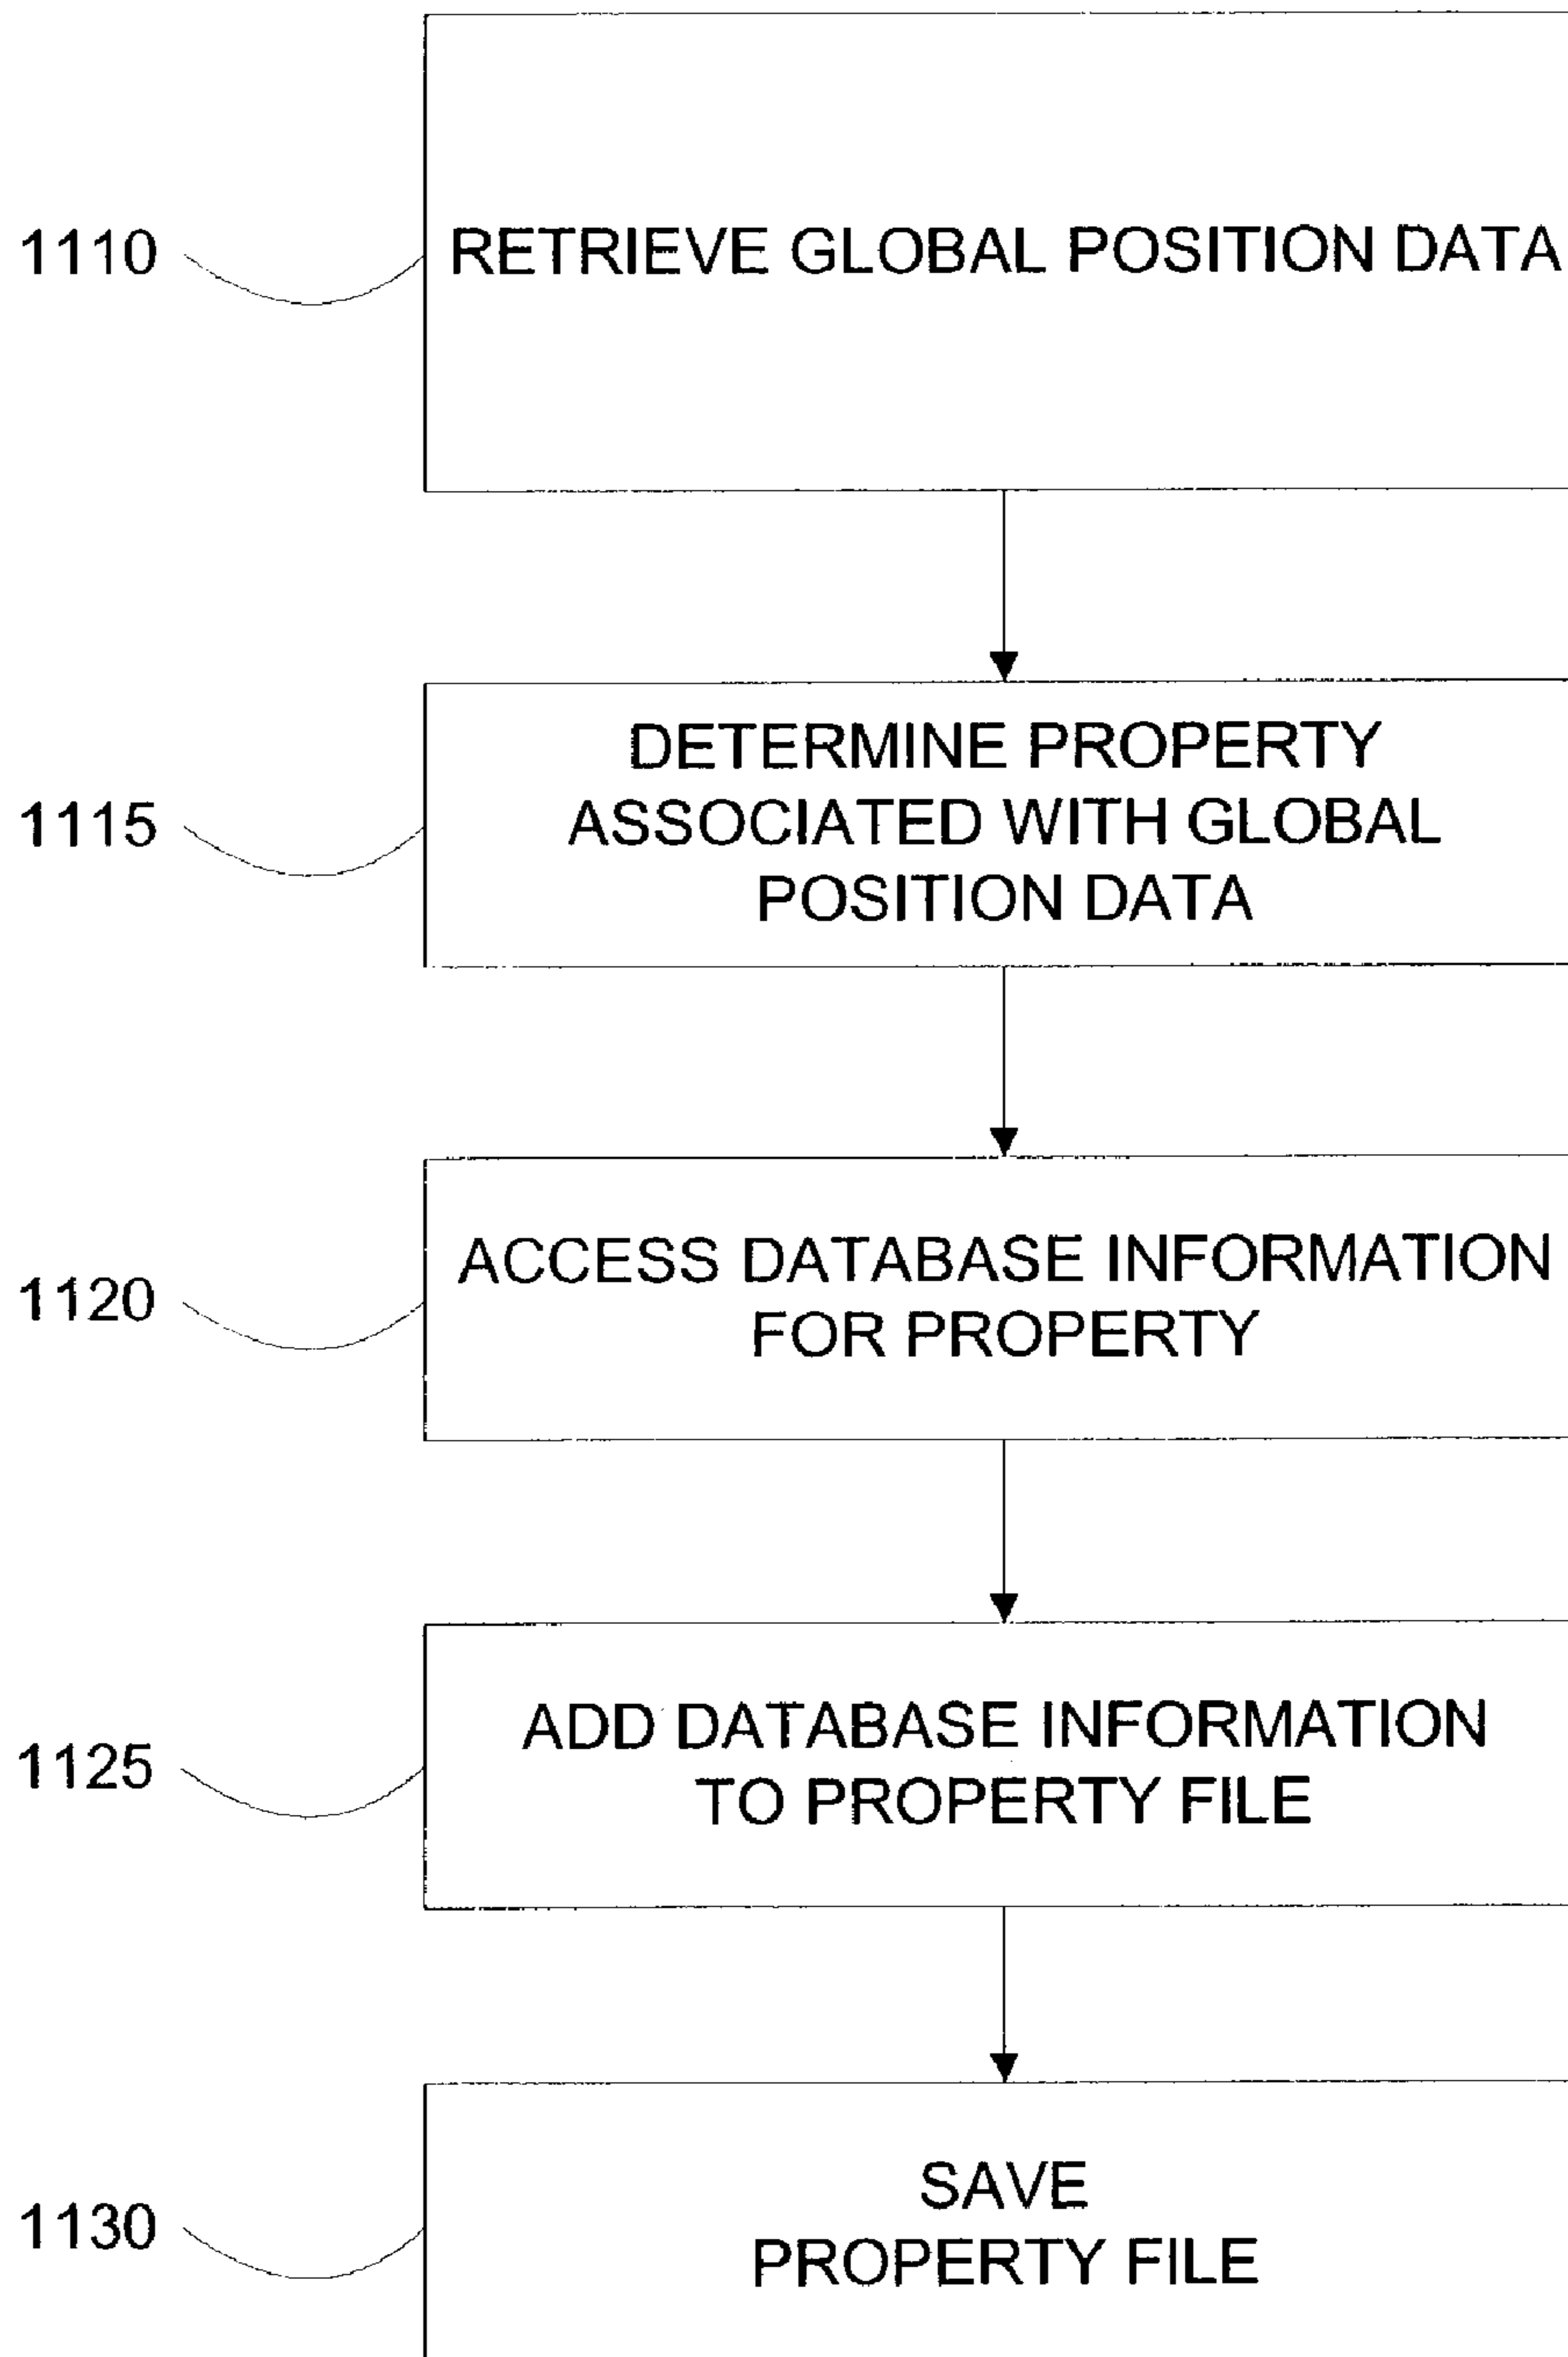 1110
RETRIEVE GLOBAL POSITION DATA
1115
DETERMINE PROPERTY
ASSOCIATED WITH GLOBAL
POSITION DATA
1120
ACCESS DATABASE INFORMATION
FOR PROPERTY
1125
ADD DATABASE INFORMATION
TO PROPERTY FILE
1130
SAVE
PROPERTY FILE